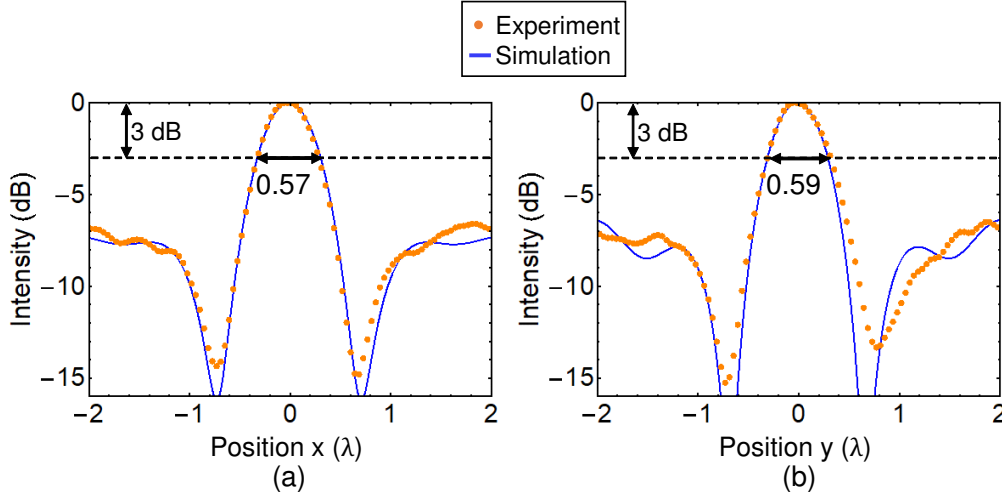 Experiment
Simulation
0
−5
−10
−15
Intensity (dB)
3 dB
0.57
−2
−1
0
1
2
Position x (λ)
(a)
0
−5
−10
−15
Intensity (dB)
3 dB
0.59
−2
−1
0
1
2
Position y (λ)
(b)